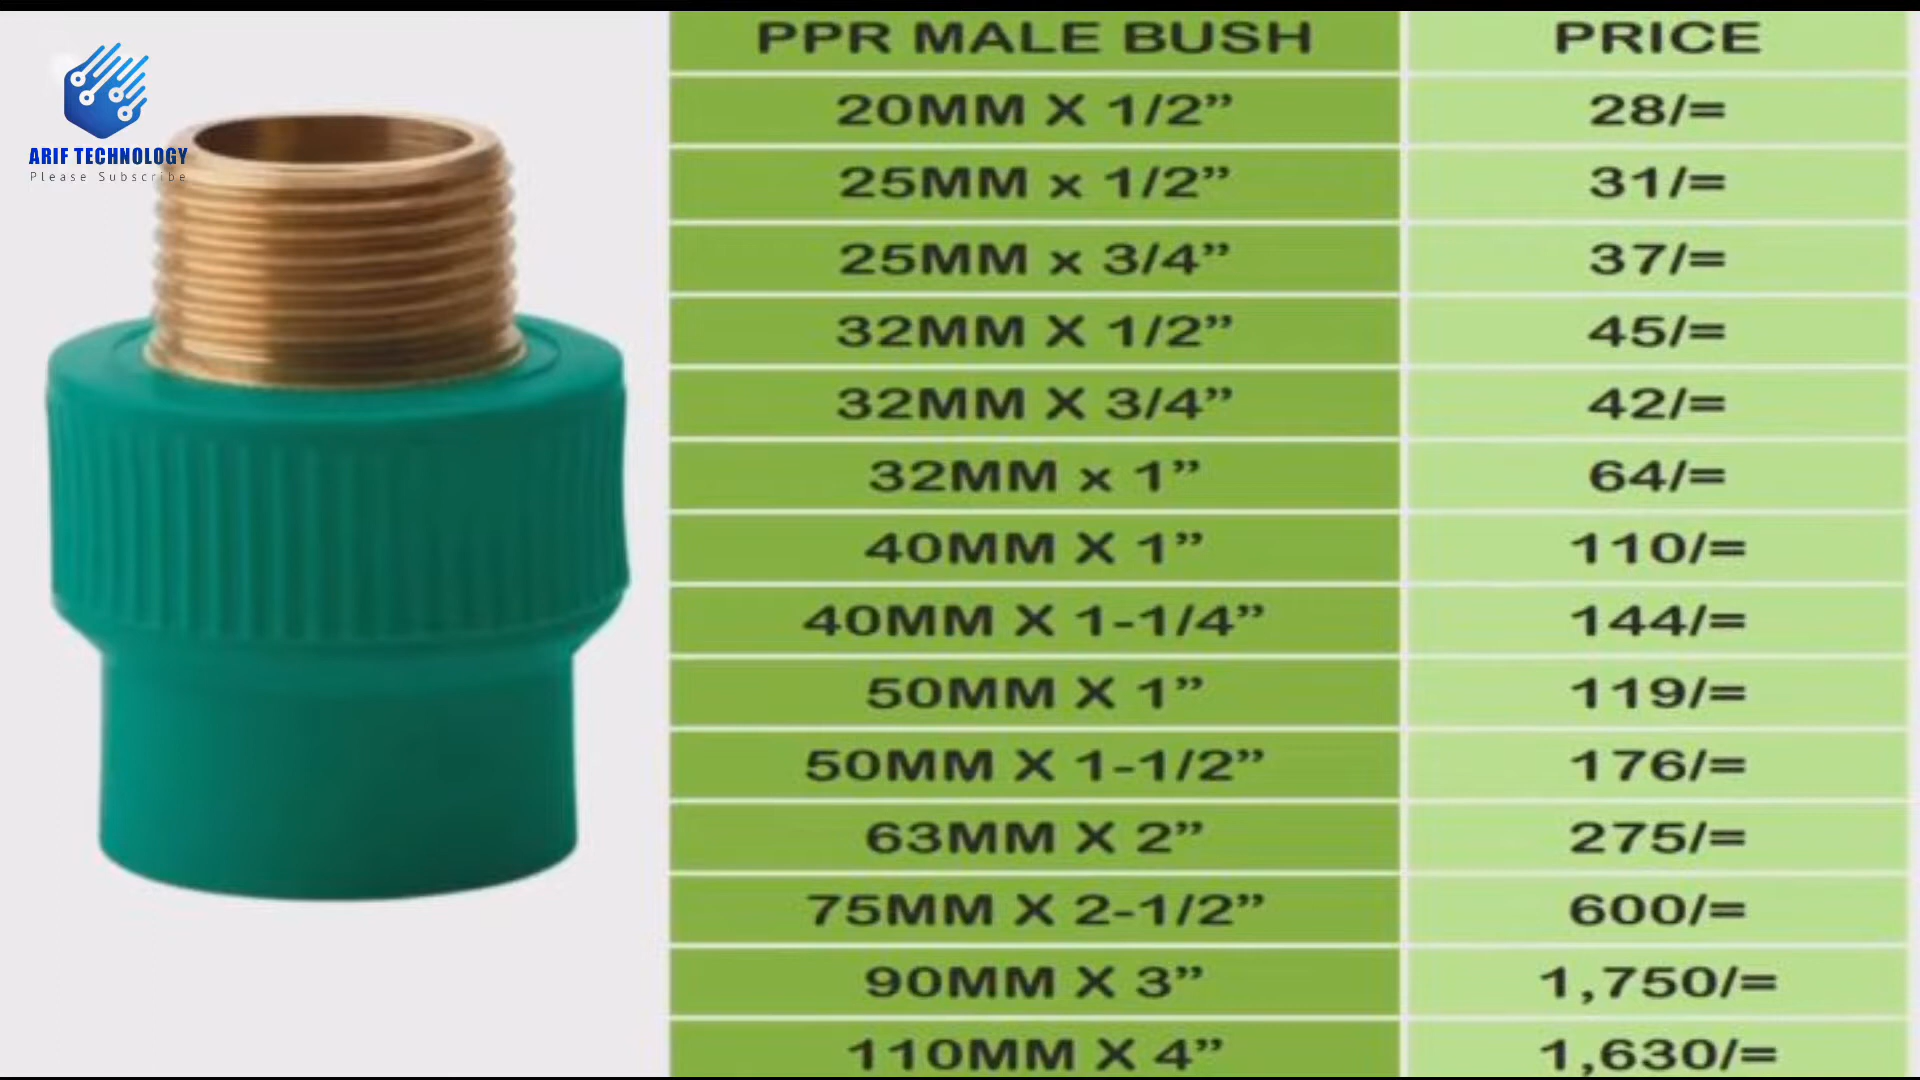 ARIF TECHNOLOGY
Please Subscribe
PPR MALE BUSH PRICE
20MM X 1/2” 28/=
25MM x 1/2” 31/=
25MM x 3/4” 37/=
32MM X 1/2” 45/=
32MM X 3/4” 42/=
32MM x 1” 64/=
40MM X 1” 110/=
40MM X 1-1/4” 144/=
50MM X 1” 119/=
50MM X 1-1/2” 176/=
63MM X 2” 275/=
75MM X 2-1/2” 600/=
90MM X 3” 1,750/=
110MM X 4” 1,630/=